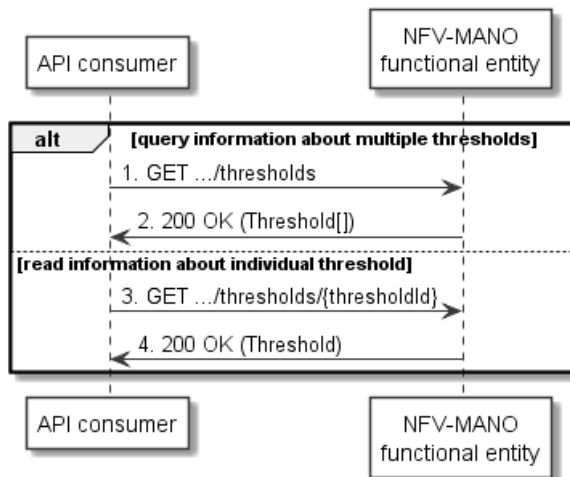 API consumer
NFV-MANO
functional entity
alt
[query information about multiple thresholds]
1. GET .../thresholds
2. 200 OK (Threshold[])
[read information about individual threshold]
3. GET .../thresholds/{thresholdId}
4. 200 OK (Threshold)
API consumer
NFV-MANO
functional entity